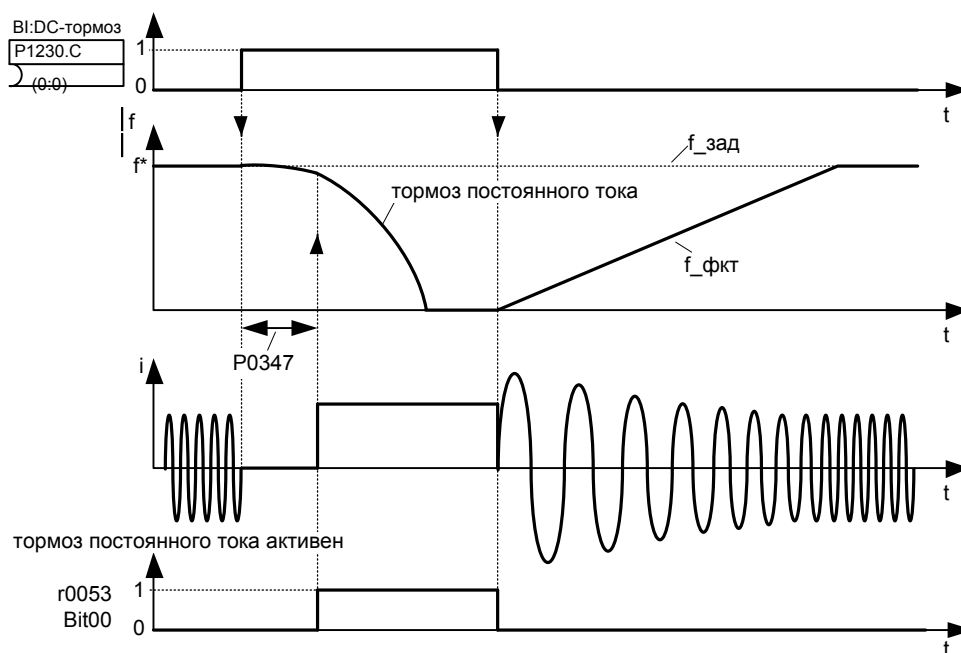 BI:DC-тормоз
P1230.C
(0:0)
1
0
t
|f|
f*
f_зад
тормоз постоянного тока
f_фкт
t
P0347
i
t
тормоз постоянного тока активен
r0053
Bit00
1
0
t